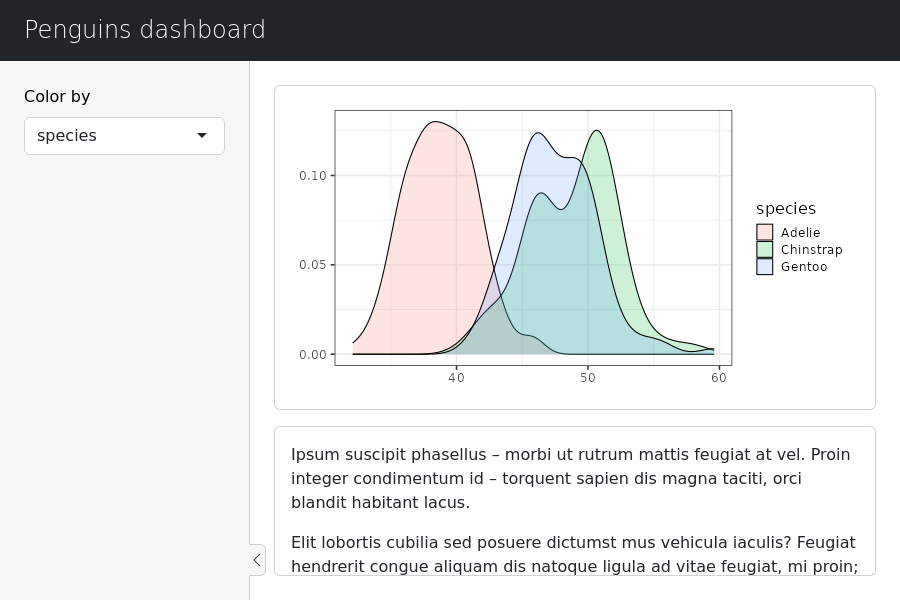 Penguins dashboard
Color by
species
0.10
0.05
0.00
40 50 60
species
Adelie
Chinstrap
Gentoo
Ipsum suscipit phasellus – morbi ut rutrum mattis feugiat at vel. Proin
integer condimentum id – torquent sapien dis magna taciti, orci
blandit habitant lacus.
Elit lobortis cubilia sed posuere dictumst mus vehicula iaculis? Feugiat
hendrerit congue aliquam dis natoque ligula ad vitae feugiat, mi proin;